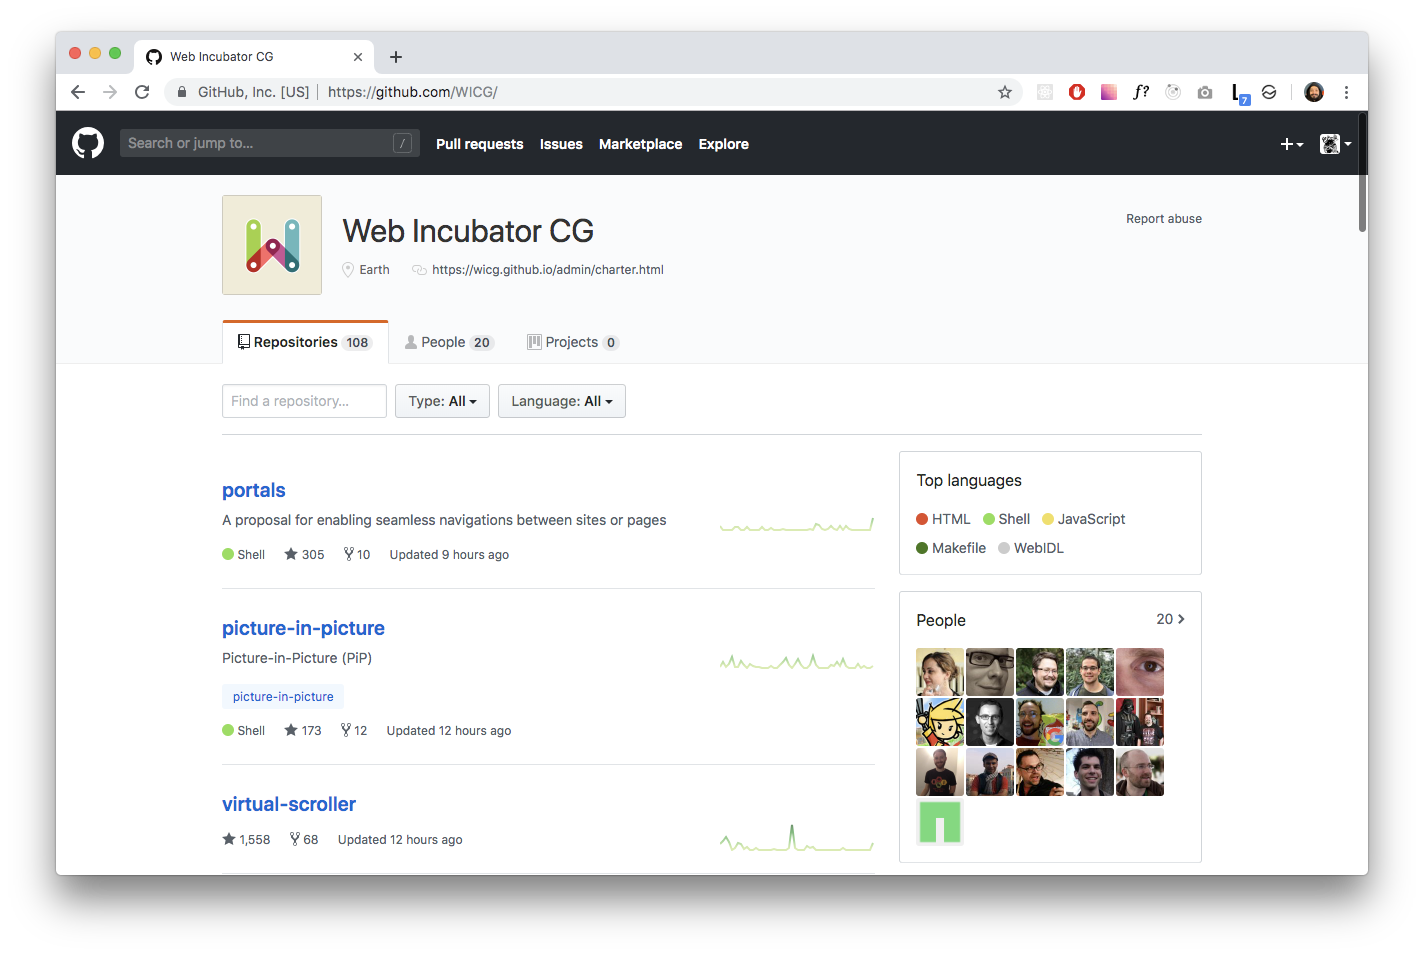 Web Incubator CG
GitHub, Inc. [US] https://github.com/WICG/
f?
7
Search or jump to... /
Pull requests Issues Marketplace Explore
Web Incubator CG
Report abuse
Earth https://wicg.github.io/admin/charter.html
Repositories 108 People 20 Projects 0
Find a repository... Type: All Language: All
portals
A proposal for enabling seamless navigations between sites or pages
Shell 305 10 Updated 9 hours ago
picture-in-picture
Picture-in-Picture (PiP)
picture-in-picture
Shell 173 12 Updated 12 hours ago
virtual-scroller
1,558 68 Updated 12 hours ago
Top languages
HTML Shell JavaScript
Makefile WebIDL
People 20